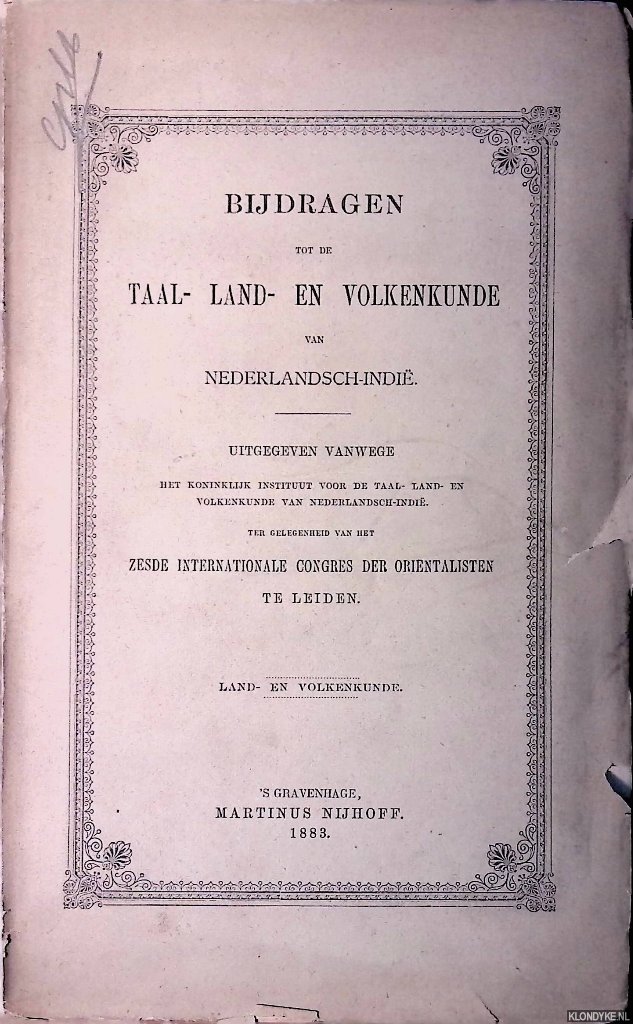 BIJDRAGEN
TOT DE
TAAL- LAND- EN VOLKENKUNDE
VAN
NEDERLANDSCH-INDIË.
UITGEGEVEN VANWEGE
HET KONINKLIJK INSTITUUT VOOR DE TAAL- LAND- EN
VOLKENKUNDE VAN NEDERLANDSCH-INDIË.
TER GELEGENHEID VAN HET
ZESDE INTERNATIONALE CONGRES DER ORIËNTALISTEN
TE LEIDEN.
LAND- EN VOLKENKUNDE.
'S GRAVENHAGE,
MARTINUS NIJHOFF.
1883.
KLONDYKE.NL